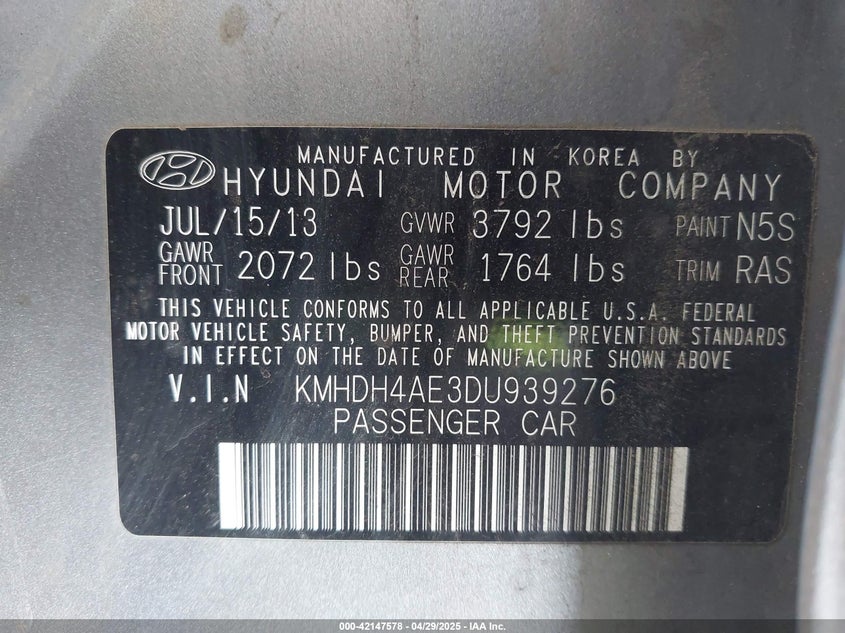 MANUFACTURED IN KOREA BY
HYUNDAI MOTOR COMPANY
JUL/15/13 GVWR 3792 lbs PAINT N5S
GAWR FRONT 2072 lbs GAWR REAR 1764 lbs TRIM RAS
THIS VEHICLE CONFORMS TO ALL APPLICABLE U.S.A. FEDERAL
MOTOR VEHICLE SAFETY, BUMPER, AND THEFT PREVENTION STANDARDS
IN EFFECT ON THE DATE OF MANUFACTURE SHOWN ABOVE
V.I.N KMHDH4AE3DU939276
PASSENGER CAR
000-42147578 - 04/29/2025 - IAA Inc.